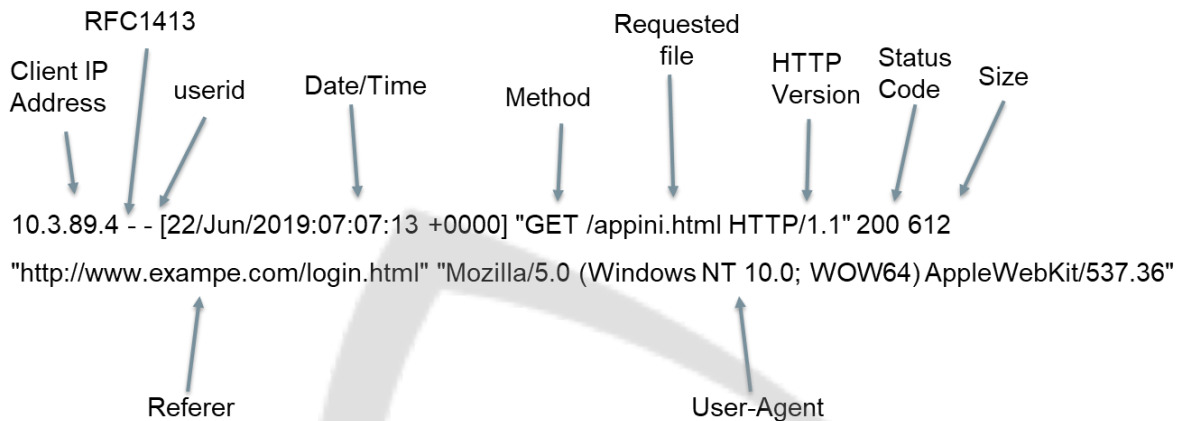 RFC1413
Client IP
Address
userid
Date/Time
Method
Requested
file
HTTP
Version
Status
Code
Size
10.3.89.4 - - [22/Jun/2019:07:07:13 +0000] "GET /appini.html HTTP/1.1" 200 612
"http://www.exampe.com/login.html" "Mozilla/5.0 (Windows NT 10.0; WOW64) AppleWebKit/537.36"
Referer
User-Agent